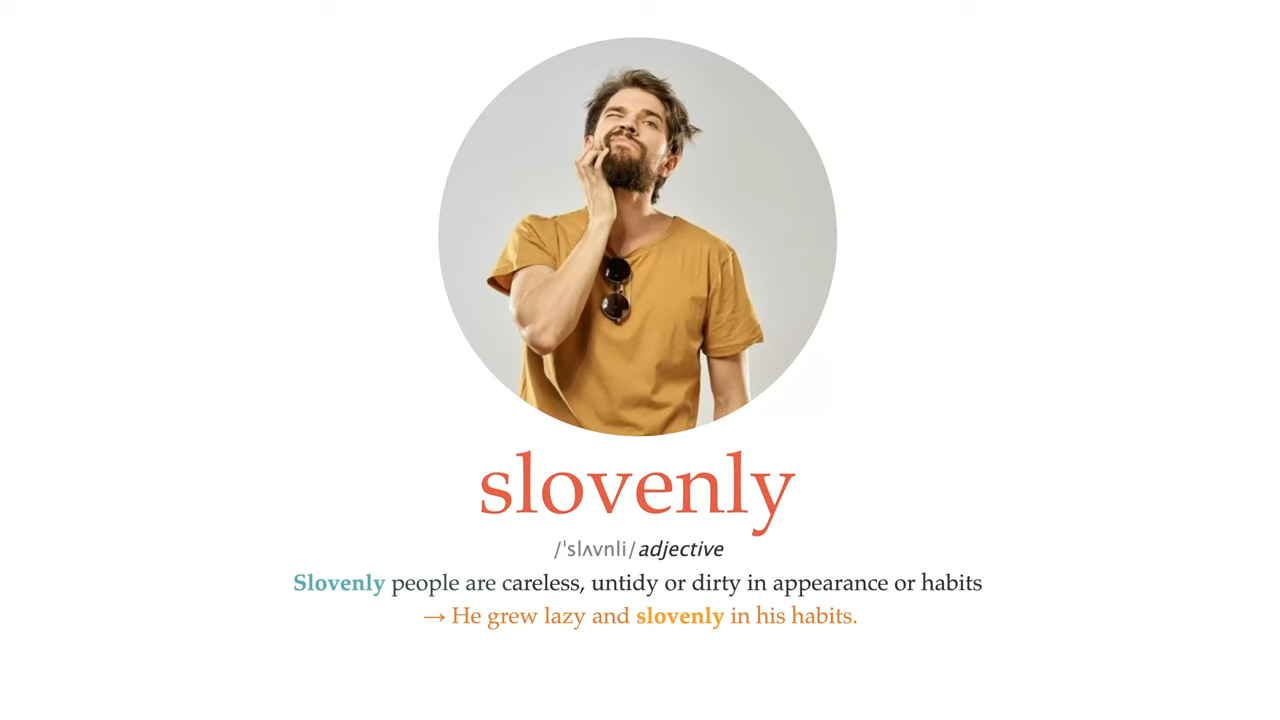 slovenly
/ˈslʌvnli/ adjective
Slovenly people are careless, untidy or dirty in appearance or habits
→ He grew lazy and slovenly in his habits.